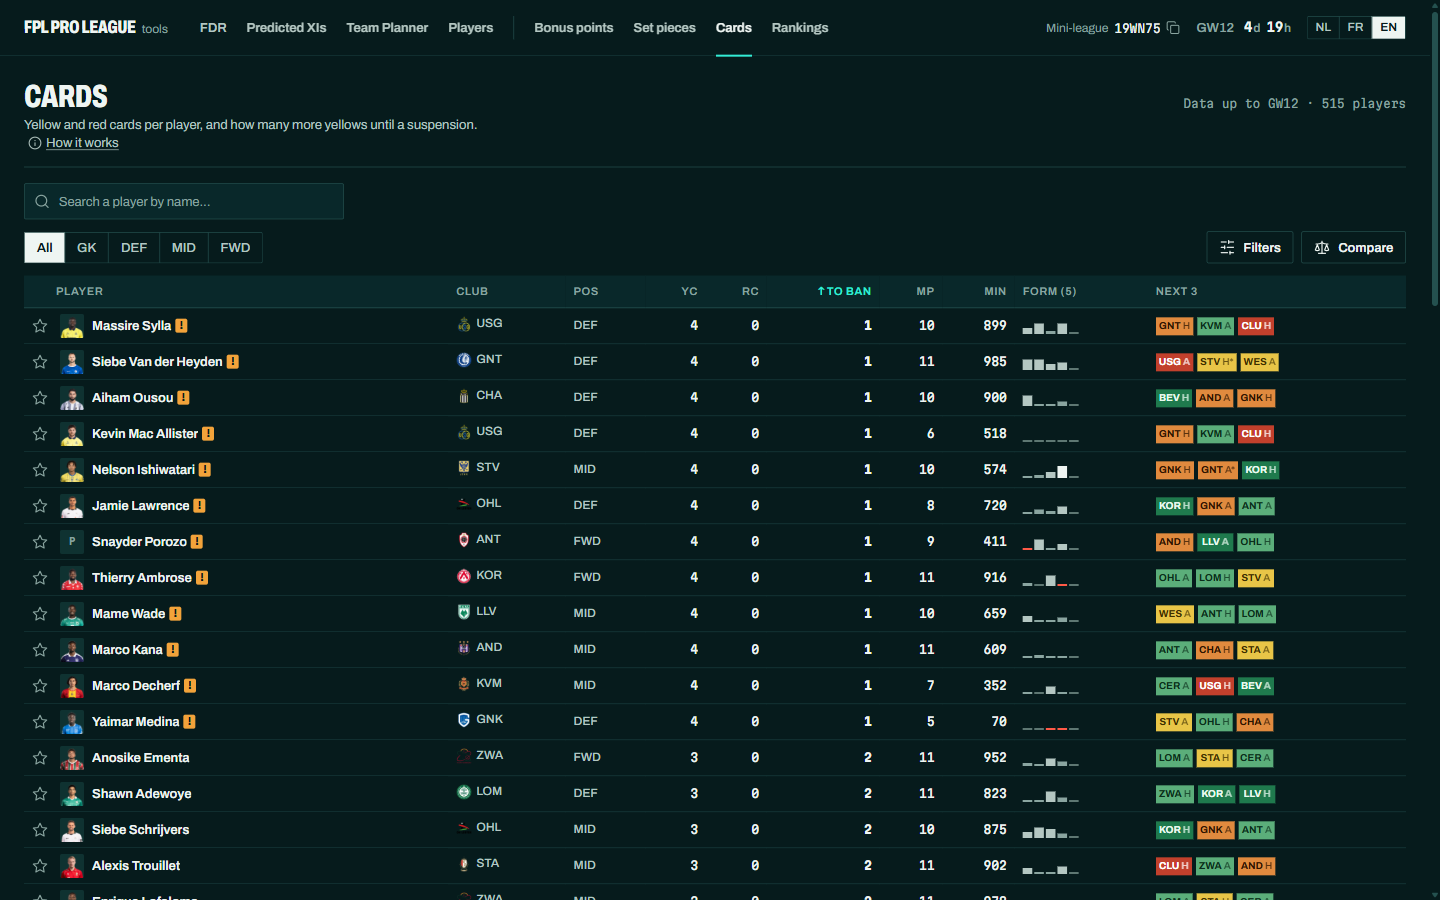 FPL PRO LEAGUE tools FDR Predicted XIs Team Planner Players Bonus points Set pieces Cards Rankings Mini-league 19WN75 GW12 4d 19h NL FR EN
CARDS
Data up to GW12 · 515 players
Yellow and red cards per player, and how many more yellows until a suspension.
How it works
Search a player by name...
All GK DEF MID FWD Filters Compare
PLAYER CLUB POS YC RC ↑TO BAN MP MIN FORM (5) NEXT 3
Massire Sylla ! USG DEF 4 0 1 10 899 GNT H KVM A CLU H
Siebe Van der Heyden ! GNT DEF 4 0 1 11 985 USG A STV H* WES A
Aiham Ousou ! CHA DEF 4 0 1 10 900 BEV H AND A GNK H
Kevin Mac Allister ! USG DEF 4 0 1 6 518 GNT H KVM A CLU H
Nelson Ishiwatari ! STV MID 4 0 1 10 574 GNK H GNT A* KOR H
Jamie Lawrence ! OHL DEF 4 0 1 8 720 KOR H GNK A ANT A
P Snayder Porozo ! ANT FWD 4 0 1 9 411 AND H LLV A OHL H
Thierry Ambrose ! KOR FWD 4 0 1 11 916 OHL A LOM H STV A
Mame Wade ! LLV MID 4 0 1 10 659 WES A ANT H LOM A
Marco Kana ! AND MID 4 0 1 11 609 ANT A CHA H STA A
Marco Decherf ! KVM MID 4 0 1 7 352 CER A USG H BEV A
Yaimar Medina ! GNK DEF 4 0 1 5 70 STV A OHL H CHA A
Anosike Ementa ZWA FWD 3 0 2 11 952 LOM A STA H CER A
Shawn Adewoye LOM DEF 3 0 2 11 823 ZWA H KOR A LLV H
Siebe Schrijvers OHL MID 3 0 2 10 875 KOR H GNK A ANT A
Alexis Trouillet STA MID 3 0 2 11 902 CLU H ZWA A AND H